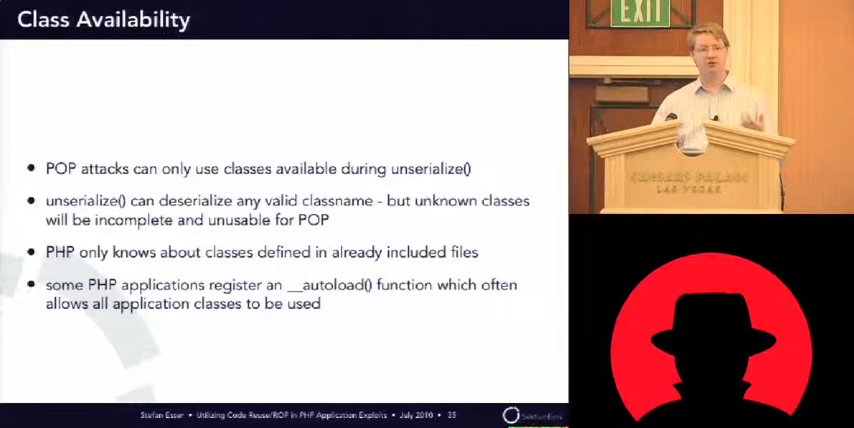 Class Availability
EXIT
• POP attacks can only use classes available during unserialize()
• unserialize() can deserialize any valid classname - but unknown classes
will be incomplete and unusable for POP
• PHP only knows about classes defined in already included files
• some PHP applications register an __autoload() function which often
allows all application classes to be used
CAESARS PALACE
LAS VEGAS
Stefan Esser • Utilizing Code Reuse/ROP in PHP Application Exploits • July 2010 • 35
SektionEins